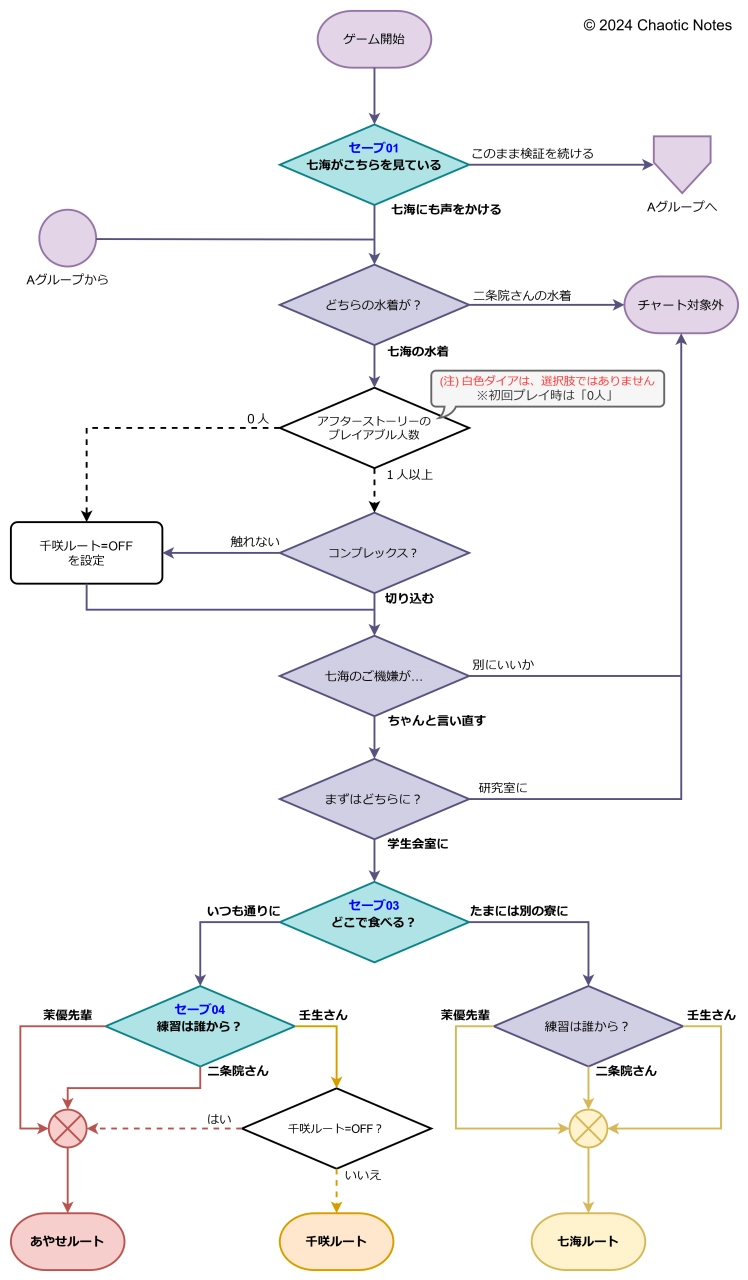 © 2024 Chaotic Notes
ゲーム開始
セーブ01
七海がこちらを見ている
このまま検証を続ける
Aグループへ
七海にも声をかける
Aグループから
どちらの水着が？
二条院さんの水着
チャート対象外
七海の水着
(注) 白色ダイアは、選択肢ではありません
※初回プレイ時は「0人」
アフターストーリーの
プレイアブル人数
0 人
1 人以上
千咲ルート=OFF
を設定
触れない
コンプレックス？
切り込む
七海のご機嫌が…
別にいいか
ちゃんと言い直す
まずはどちらに？
研究室に
学生会室に
セーブ03
どこで食べる？
いつも通りに
たまには別の寮に
セーブ04
練習は誰から？
茉優先輩
壬生さん
二条院さん
練習は誰から？
茉優先輩
壬生さん
二条院さん
はい
千咲ルート=OFF？
いいえ
あやせルート
千咲ルート
七海ルート